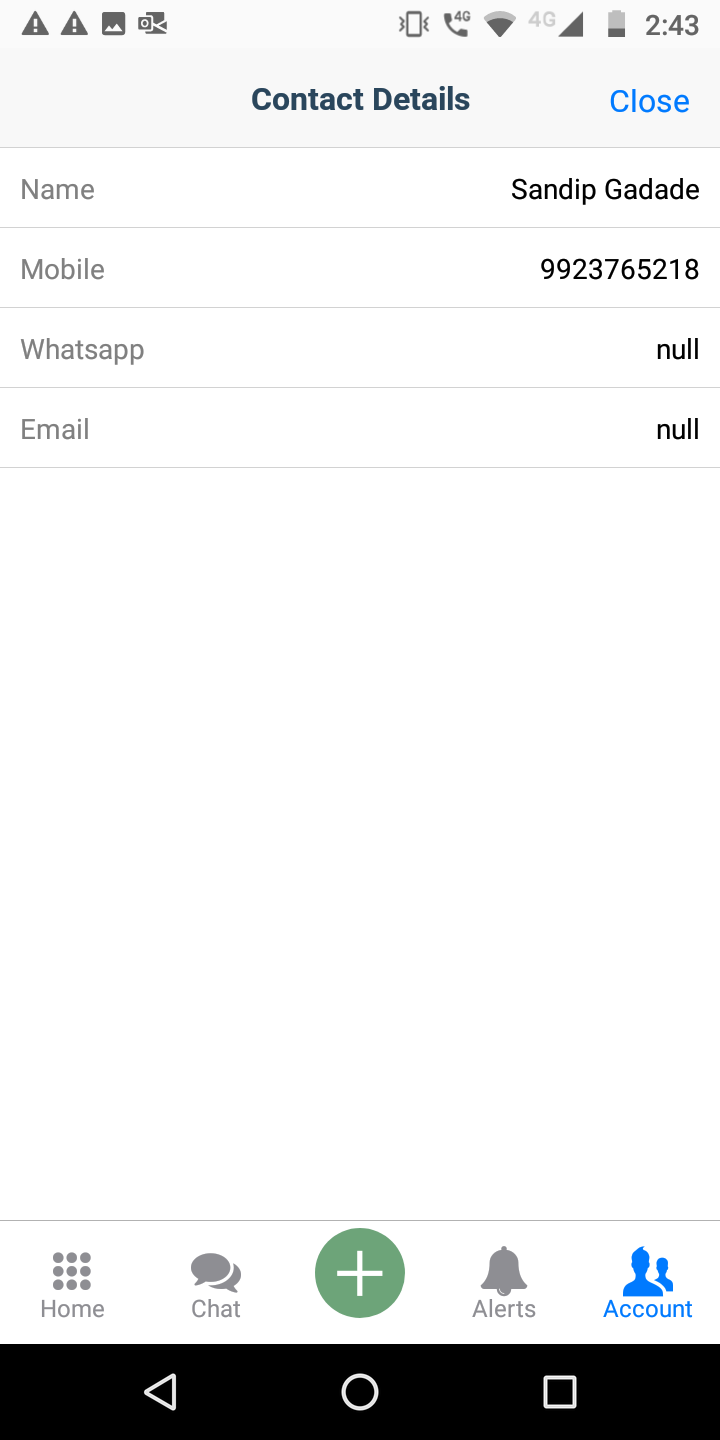 4G 4G 2:43
Contact Details Close
Name Sandip Gadade
Mobile 9923765218
Whatsapp null
Email null
Home Chat Alerts Account